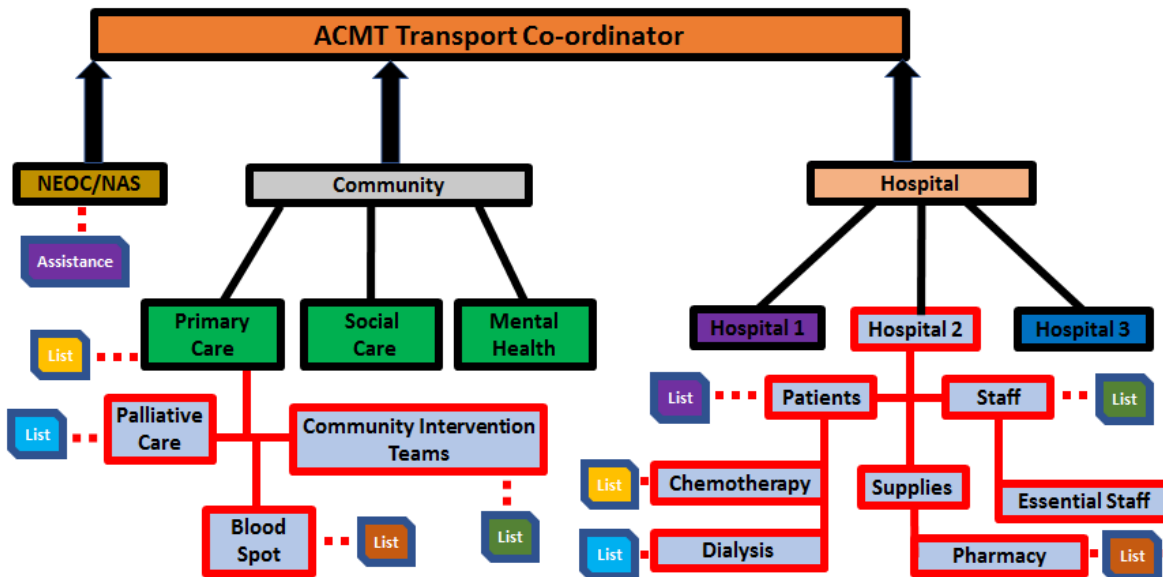 ACMT Transport Co-ordinator
NEOC/NAS
Community
Hospital
Assistance
Primary
Care
Social
Care
Mental
Health
Hospital 1
Hospital 2
Hospital 3
List
List
Patients
Staff
List
Palliative
Care
List
Community Intervention
Teams
List
Chemotherapy
Supplies
Essential Staff
Blood
Spot
List
List
List
Dialysis
Pharmacy
List